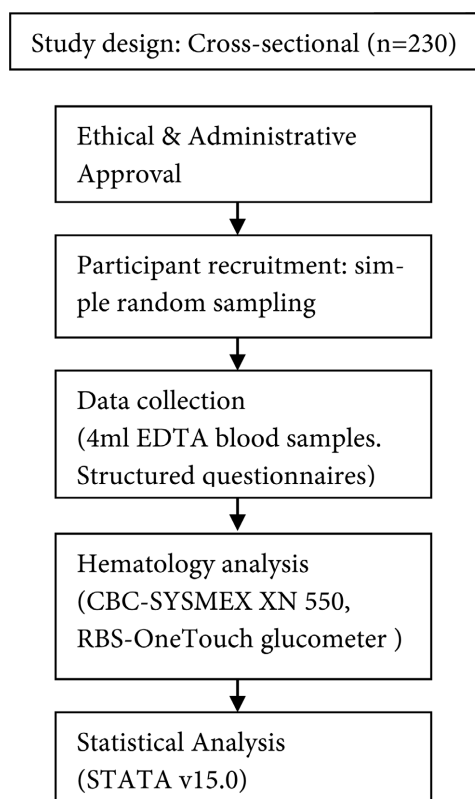 Study design: Cross-sectional (n=230)
Ethical & Administrative
Approval
Participant recruitment: sim-
ple random sampling
Data collection
(4ml EDTA blood samples.
Structured questionnaires)
Hematology analysis
(CBC-SYSMEX XN 550,
RBS-OneTouch glucometer )
Statistical Analysis
(STATA v15.0)